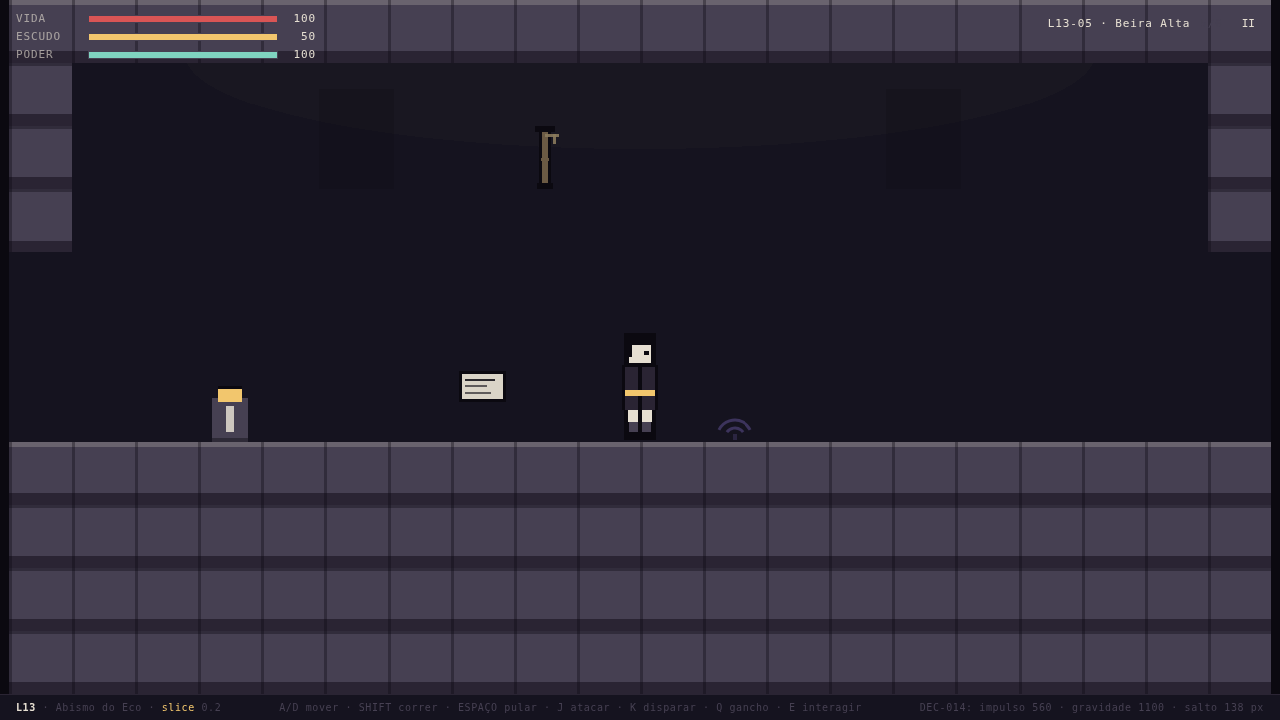 VIDA 100
ESCUDO 50
PODER 100
L13-05 · Beira Alta II
L13 · Abismo do Eco · slice 0.2
A/D mover · SHIFT correr · ESPAÇO pular · J atacar · K disparar · Q gancho · E interagir
DEC-014: impulso 560 · gravidade 1100 · salto 138 px